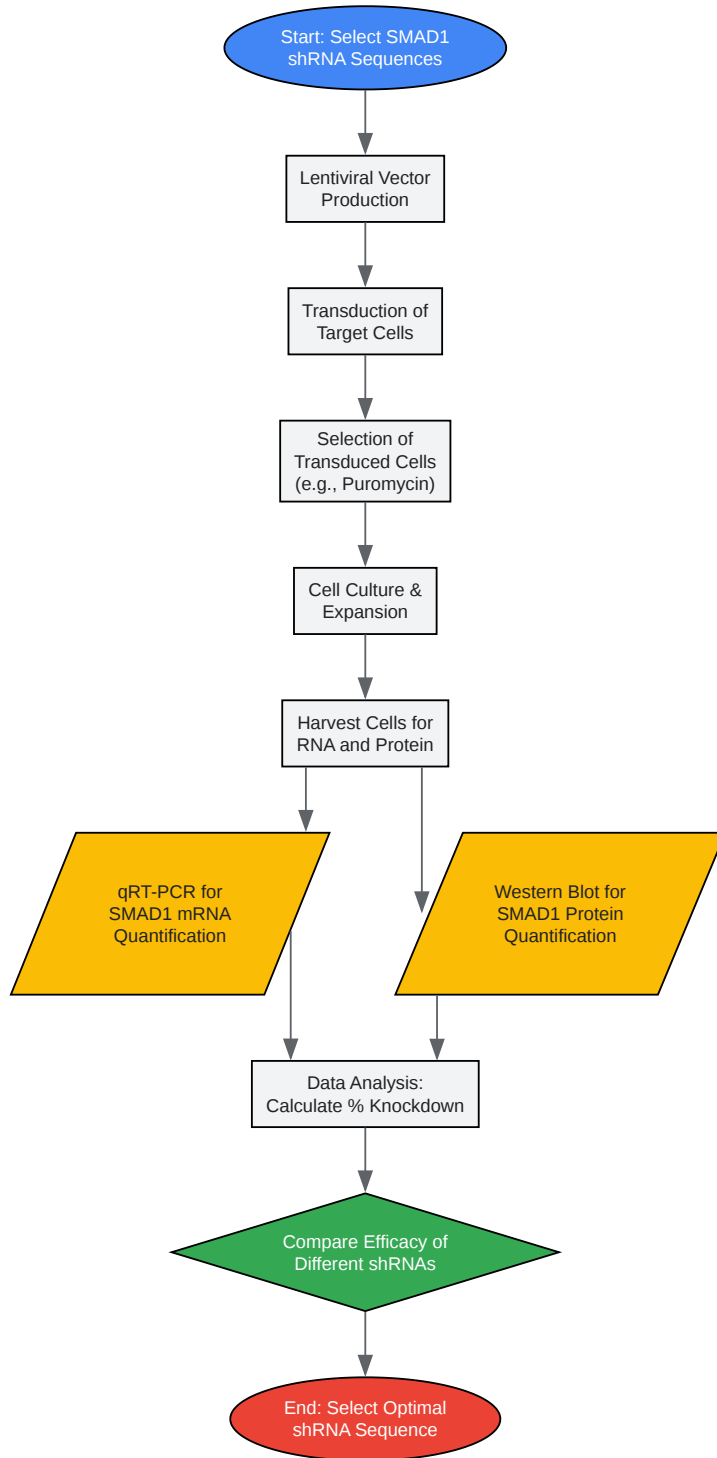 Start: Select SMAD1
shRNA Sequences
Lentiviral Vector
Production
Transduction of
Target Cells
Selection of
Transduced Cells
(e.g., Puromycin)
Cell Culture &
Expansion
Harvest Cells for
RNA and Protein
qRT-PCR for
SMAD1 mRNA
Quantification
Western Blot for
SMAD1 Protein
Quantification
Data Analysis:
Calculate % Knockdown
Compare Efficacy of
Different shRNAs
End: Select Optimal
shRNA Sequence